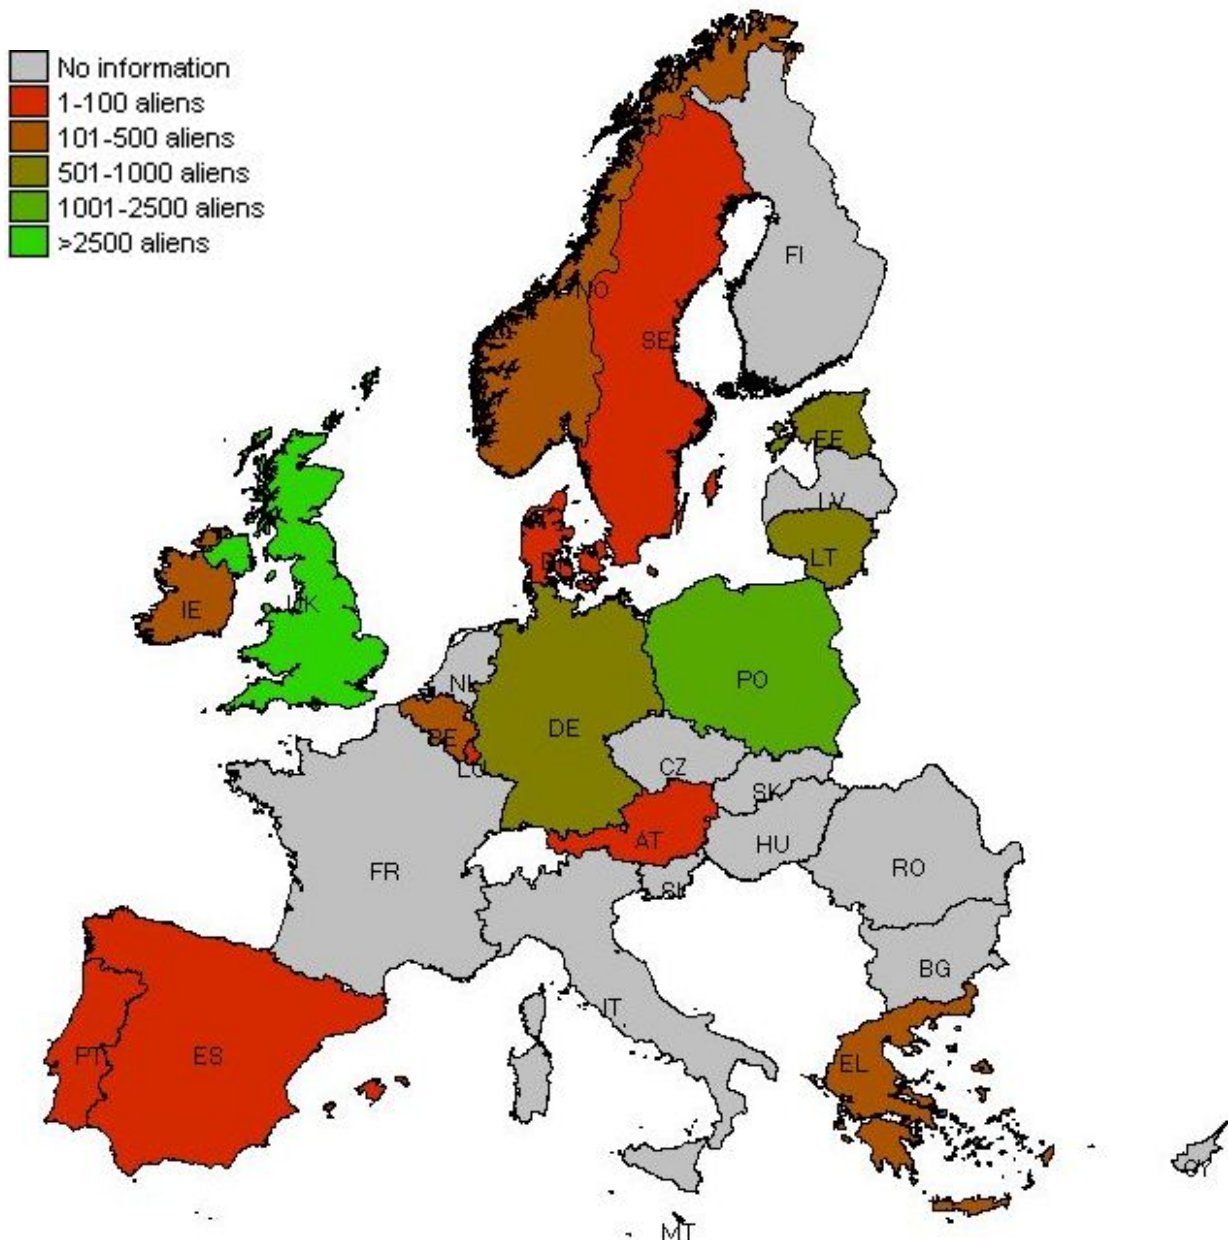 No information
1-100 aliens
101-500 aliens
501-1000 aliens
1001-2500 aliens
>2500 aliens
FI
NO
SE
EE
LV
LT
IE
UK
NL
PO
BE
DE
LU
CZ
SK
AT
HU
FR
SI
RO
BG
IT
PT
ES
EL
CY
MT